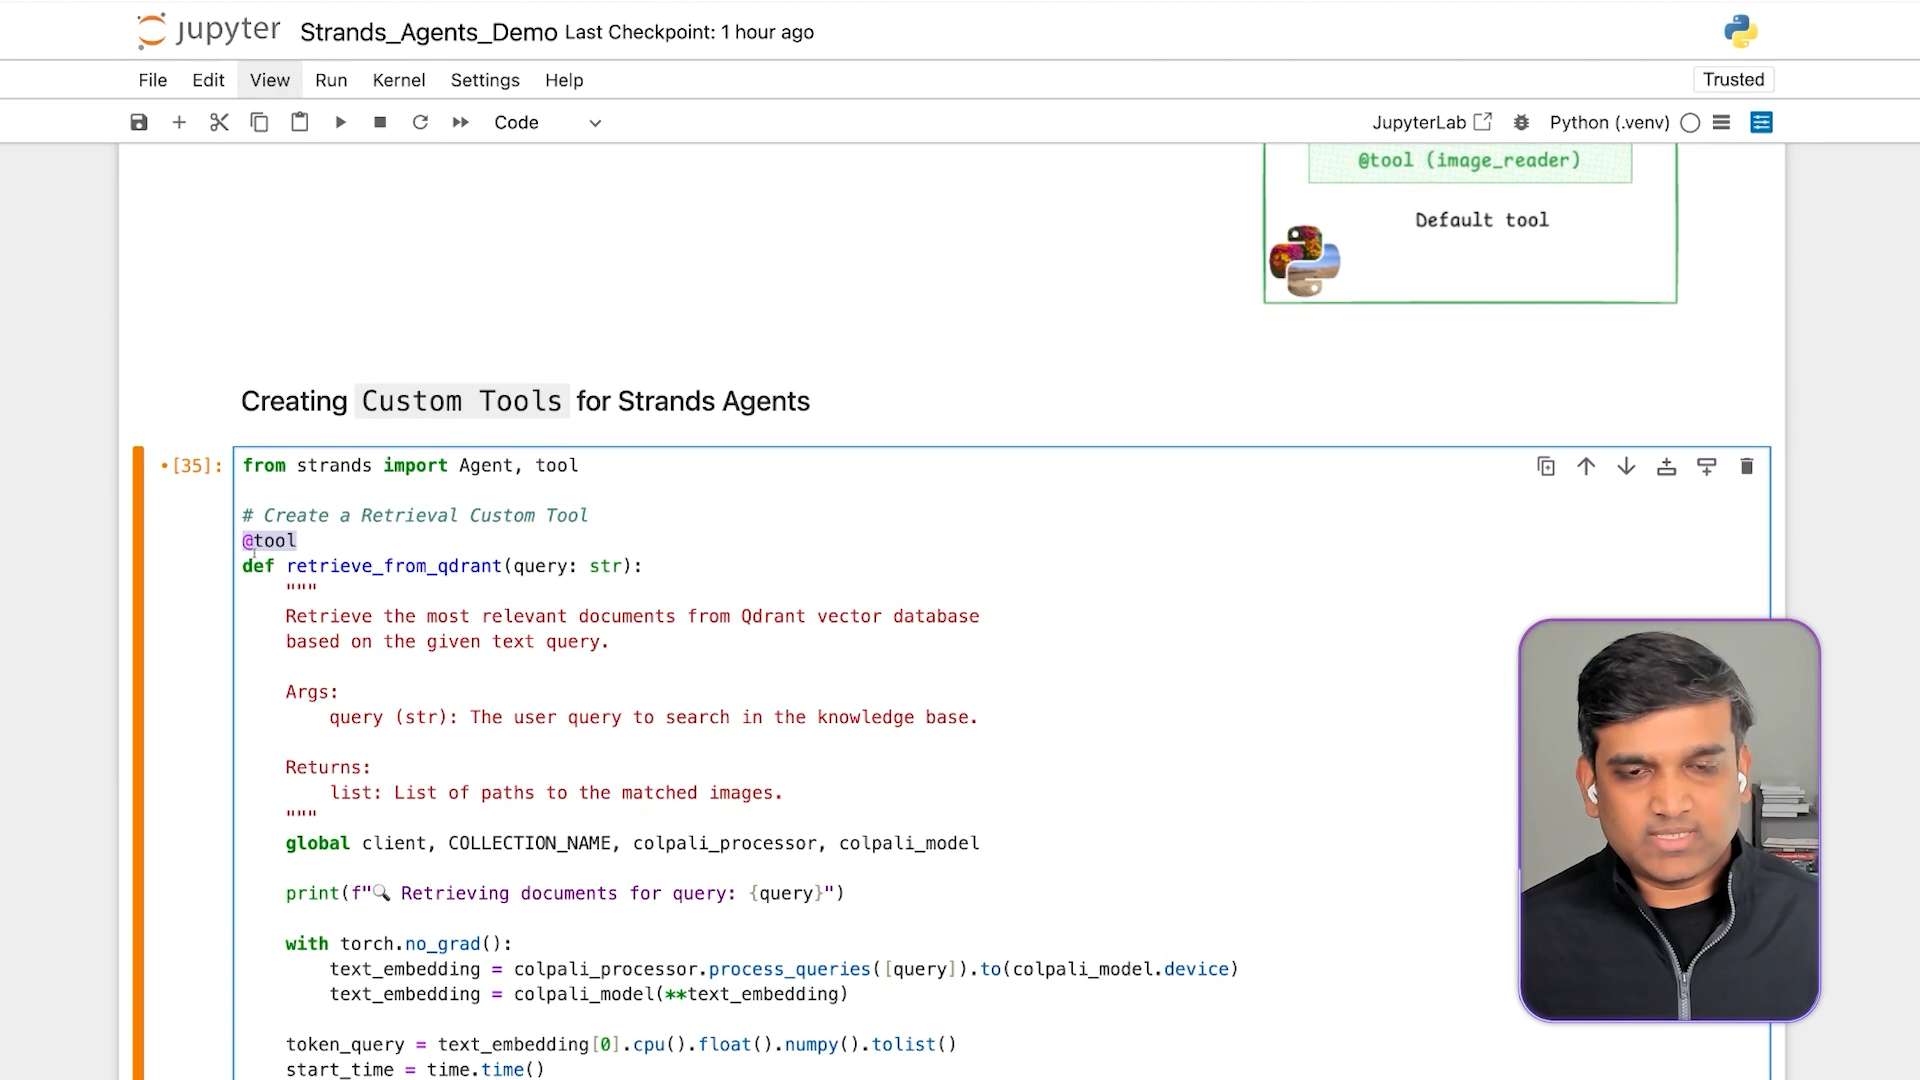 jupyter Strands_Agents_Demo Last Checkpoint: 1 hour ago
File Edit View Run Kernel Settings Help Trusted
Code JupyterLab Python (.venv)
@tool (image_reader)
Default tool
Creating Custom Tools for Strands Agents
•[35]: from strands import Agent, tool
# Create a Retrieval Custom Tool
@tool
def retrieve_from_qdrant(query: str):
"""
Retrieve the most relevant documents from Qdrant vector database
based on the given text query.
Args:
query (str): The user query to search in the knowledge base.
Returns:
list: List of paths to the matched images.
"""
global client, COLLECTION_NAME, colpali_processor, colpali_model
print(f"🔍 Retrieving documents for query: {query}")
with torch.no_grad():
text_embedding = colpali_processor.process_queries([query]).to(colpali_model.device)
text_embedding = colpali_model(**text_embedding)
token_query = text_embedding[0].cpu().float().numpy().tolist()
start_time = time.time()